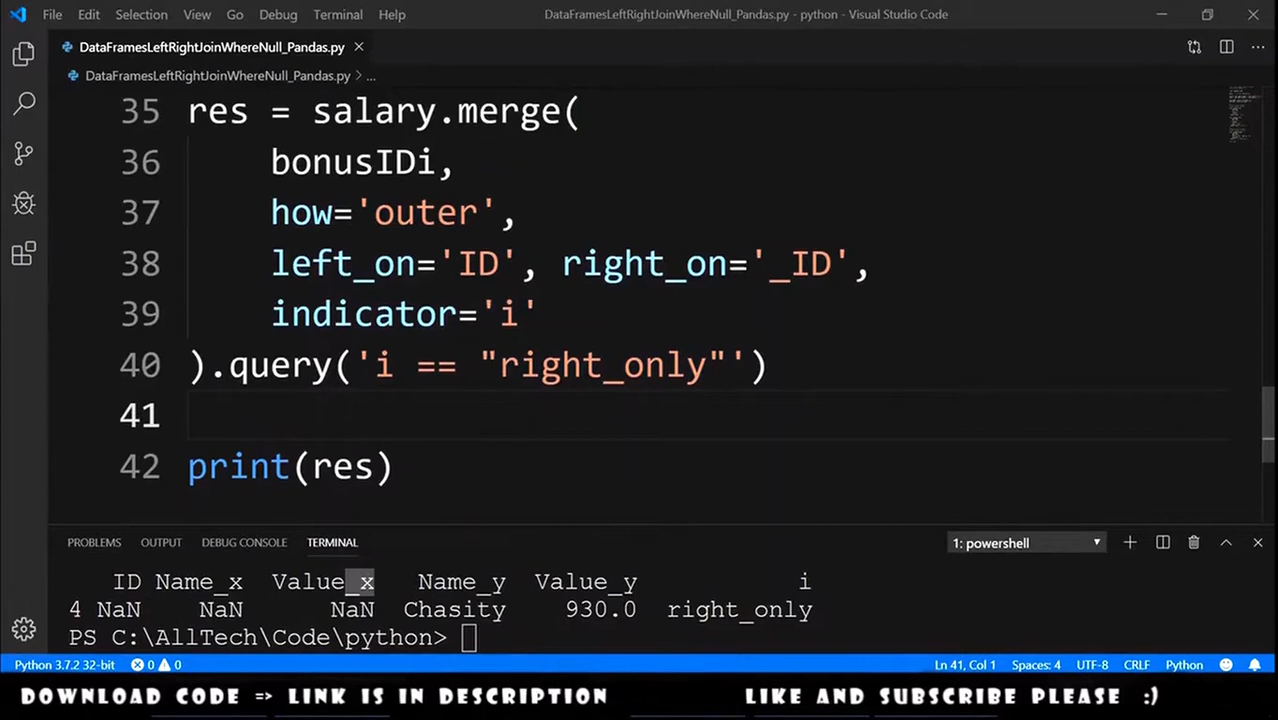 File Edit Selection View Go Debug Terminal Help DataFramesLeftRightJoinWhereNull_Pandas.py - python - Visual Studio Code
DataFramesLeftRightJoinWhereNull_Pandas.py
DataFramesLeftRightJoinWhereNull_Pandas.py > ...
35 res = salary.merge(
36 bonusIDi,
37 how='outer',
38 left_on='ID', right_on='_ID',
39 indicator='i'
40 ).query('i == "right_only"')
41
42 print(res)
PROBLEMS OUTPUT DEBUG CONSOLE TERMINAL 1: powershell
ID Name_x Value_x Name_y Value_y i
4 NaN NaN NaN Chasity 930.0 right_only
PS C:\AllTech\Code\python>
Python 3.7.2 32-bit 0 0 Ln 41, Col 1 Spaces: 4 UTF-8 CRLF Python
DOWNLOAD CODE => LINK IS IN DESCRIPTION LIKE AND SUBSCRIBE PLEASE :)